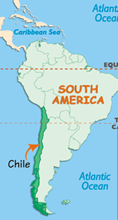 Atlantic
Ocean
Caribbean Sea
EQU
SOUTH
AMERICA
Chile
Atlantic
Ocean